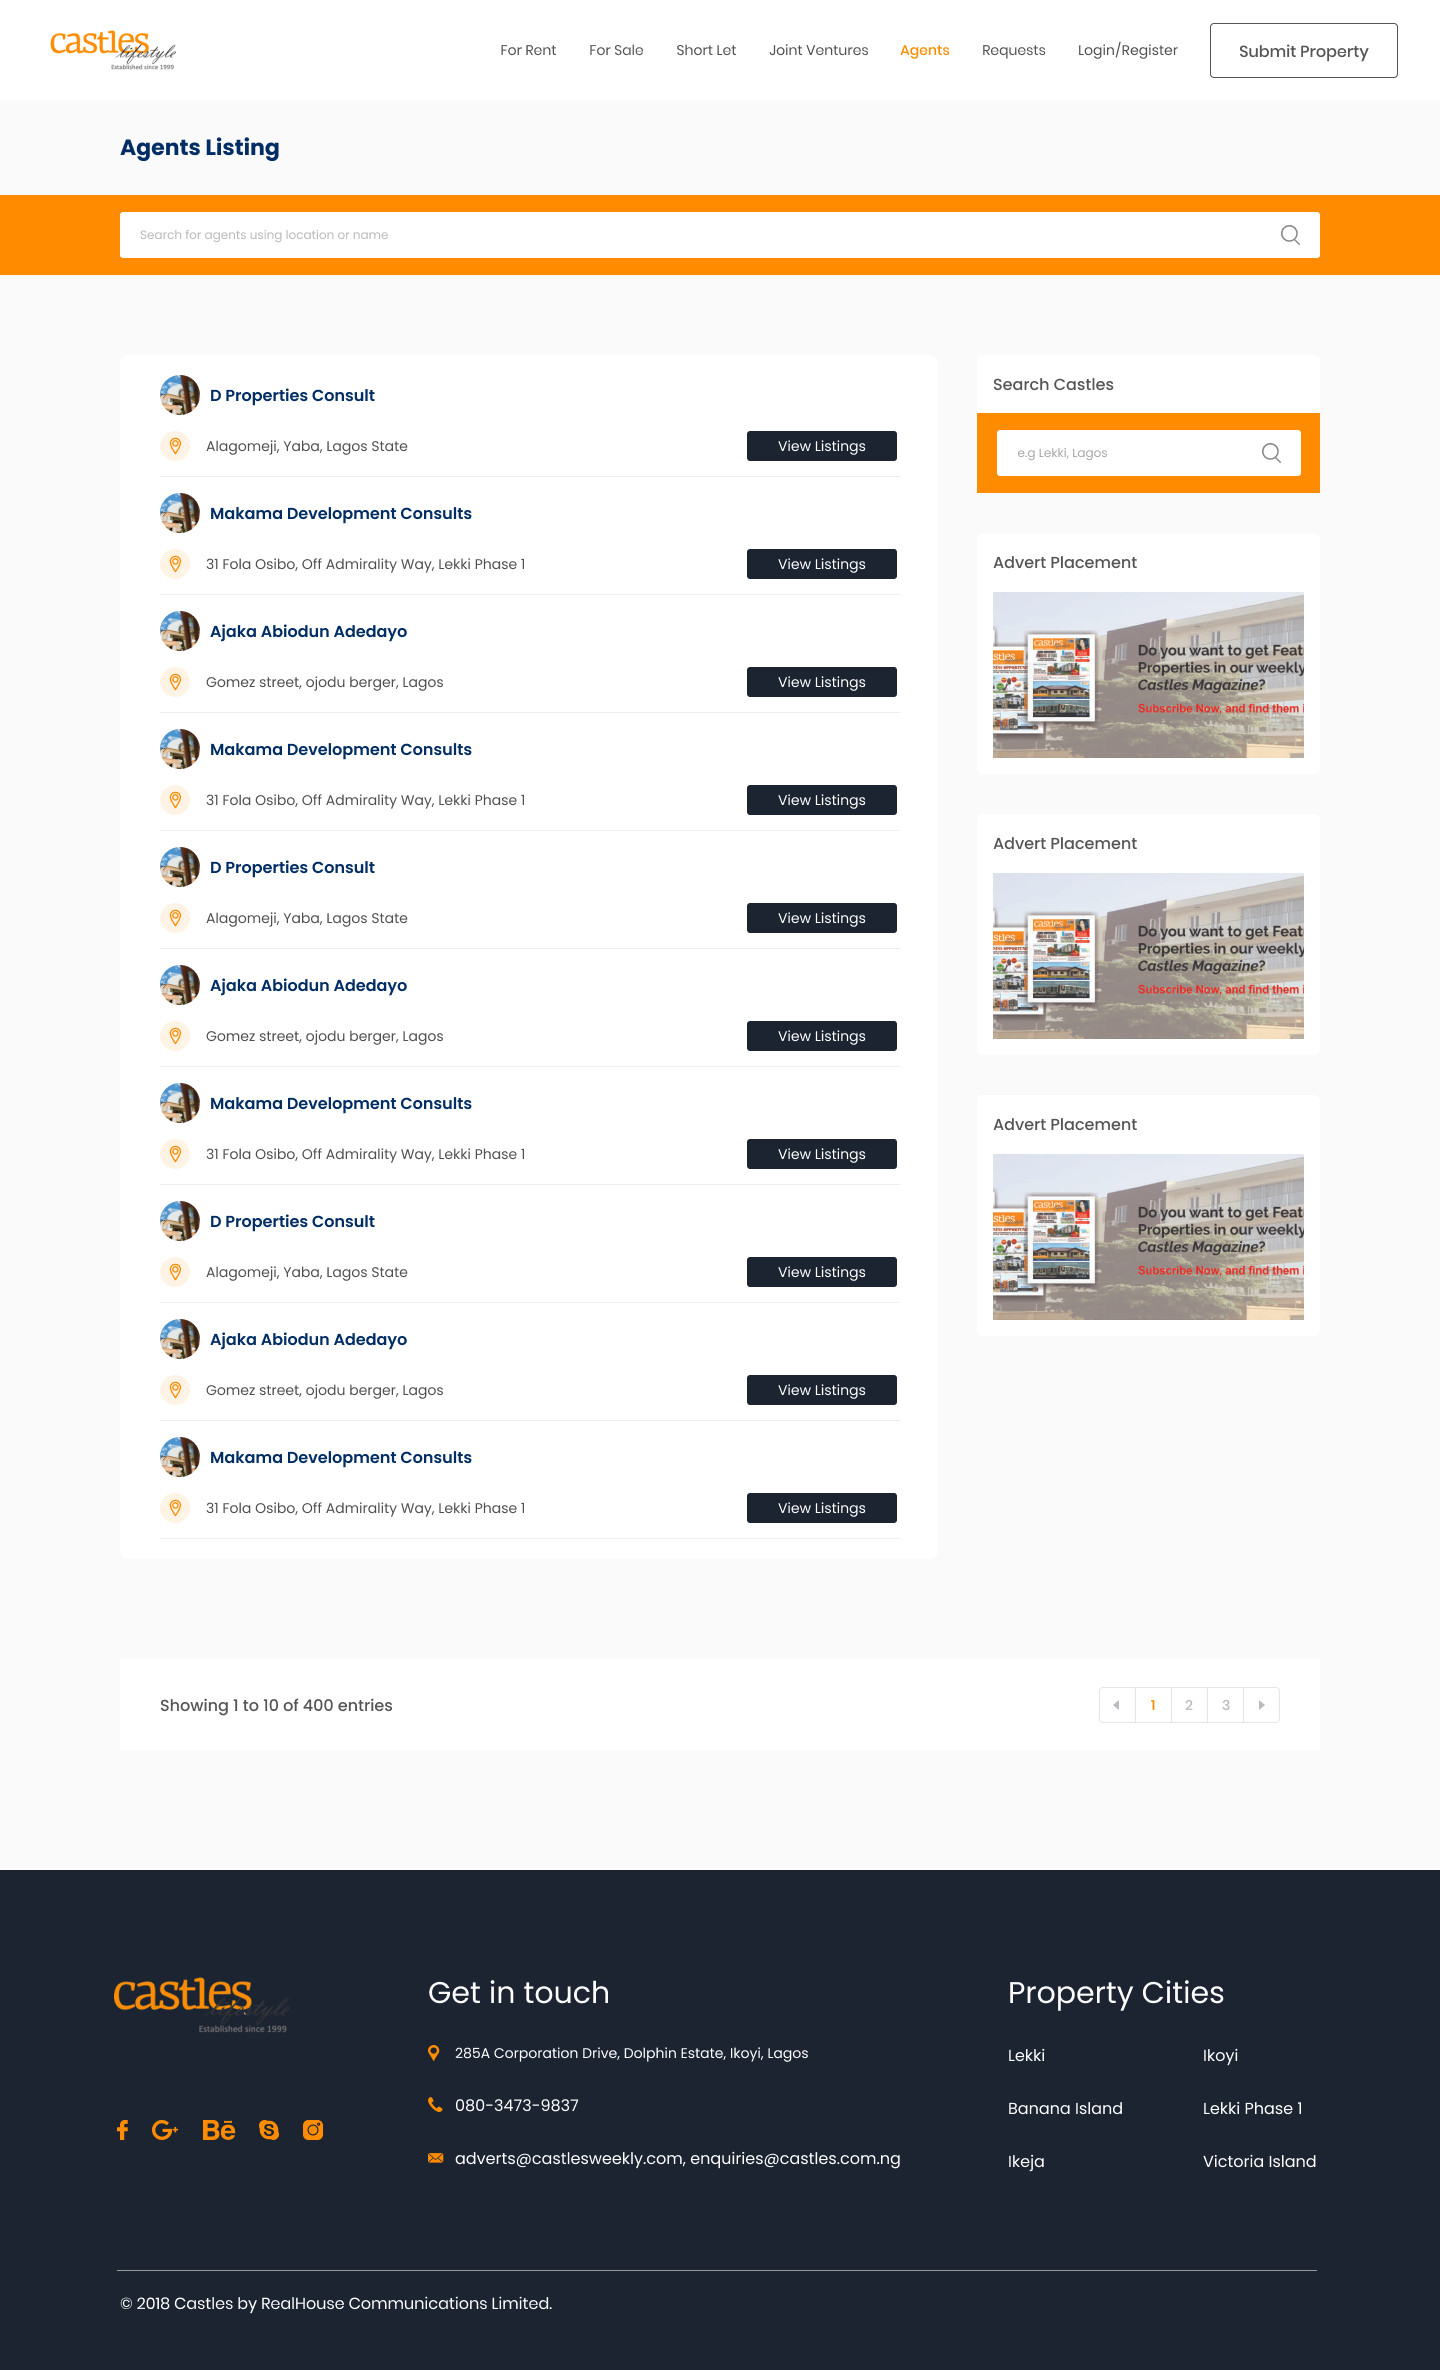 castles
lifestyle
Established since 1999
For Rent
For Sale
Short Let
Joint Ventures
Agents
Requests
Login/Register
Submit Property
Agents Listing
Search for agents using location or name
D Properties Consult
Alagomeji, Yaba, Lagos State
View Listings
Makama Development Consults
31 Fola Osibo, Off Admirality Way, Lekki Phase 1
View Listings
Ajaka Abiodun Adedayo
Gomez street, ojodu berger, Lagos
View Listings
Makama Development Consults
31 Fola Osibo, Off Admirality Way, Lekki Phase 1
View Listings
D Properties Consult
Alagomeji, Yaba, Lagos State
View Listings
Ajaka Abiodun Adedayo
Gomez street, ojodu berger, Lagos
View Listings
Makama Development Consults
31 Fola Osibo, Off Admirality Way, Lekki Phase 1
View Listings
D Properties Consult
Alagomeji, Yaba, Lagos State
View Listings
Ajaka Abiodun Adedayo
Gomez street, ojodu berger, Lagos
View Listings
Makama Development Consults
31 Fola Osibo, Off Admirality Way, Lekki Phase 1
View Listings
Search Castles
e.g Lekki, Lagos
Advert Placement
castles
Do you want to get Feat
Properties in our weekly
Castles Magazine?
Subscribe Now, and find them i
Advert Placement
castles
Do you want to get Feat
Properties in our weekly
Castles Magazine?
Subscribe Now, and find them i
Advert Placement
castles
Do you want to get Feat
Properties in our weekly
Castles Magazine?
Subscribe Now, and find them i
Showing 1 to 10 of 400 entries
1
2
3
castles
lifestyle
Established since 1999
Get in touch
285A Corporation Drive, Dolphin Estate, Ikoyi, Lagos
080-3473-9837
adverts@castlesweekly.com, enquiries@castles.com.ng
Property Cities
Lekki
Ikoyi
Banana Island
Lekki Phase 1
Ikeja
Victoria Island
© 2018 Castles by RealHouse Communications Limited.